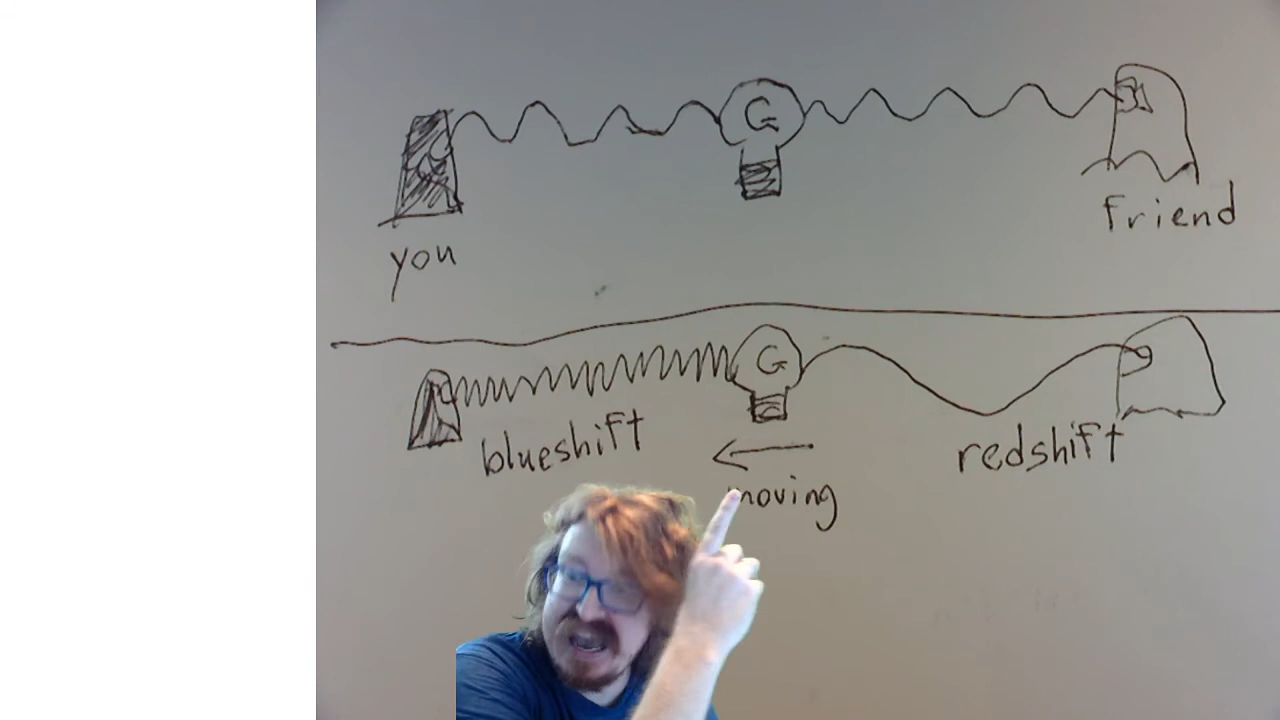 G
you
friend
G
blueshift
redshift
moving